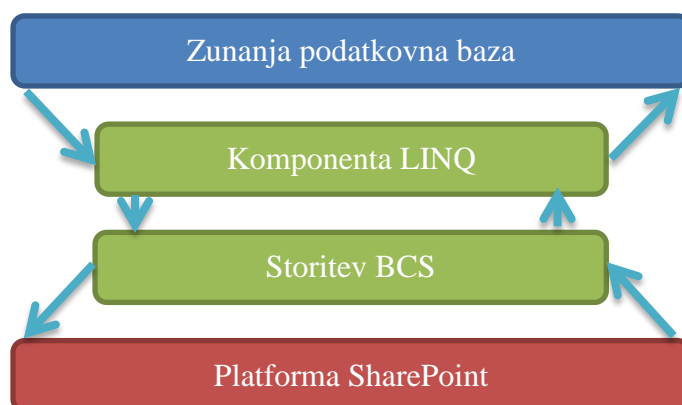 Zunanja podatkovna baza
Komponenta LINQ
Storitev BCS
Platforma SharePoint